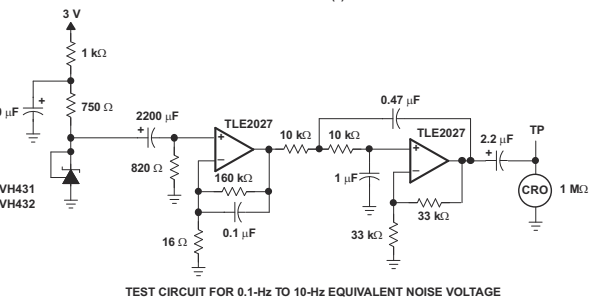 3 V
1 kΩ
µF
+
750 Ω
2200 µF
+
820 Ω
VH431
VH432
TLE2027
+
−
160 kΩ
0.1 µF
16 Ω
10 kΩ
10 kΩ
0.47 µF
1 µF
TLE2027
+
−
33 kΩ
33 kΩ
2.2 µF
+
TP
CRO
1 MΩ
TEST CIRCUIT FOR 0.1-Hz TO 10-Hz EQUIVALENT NOISE VOLTAGE